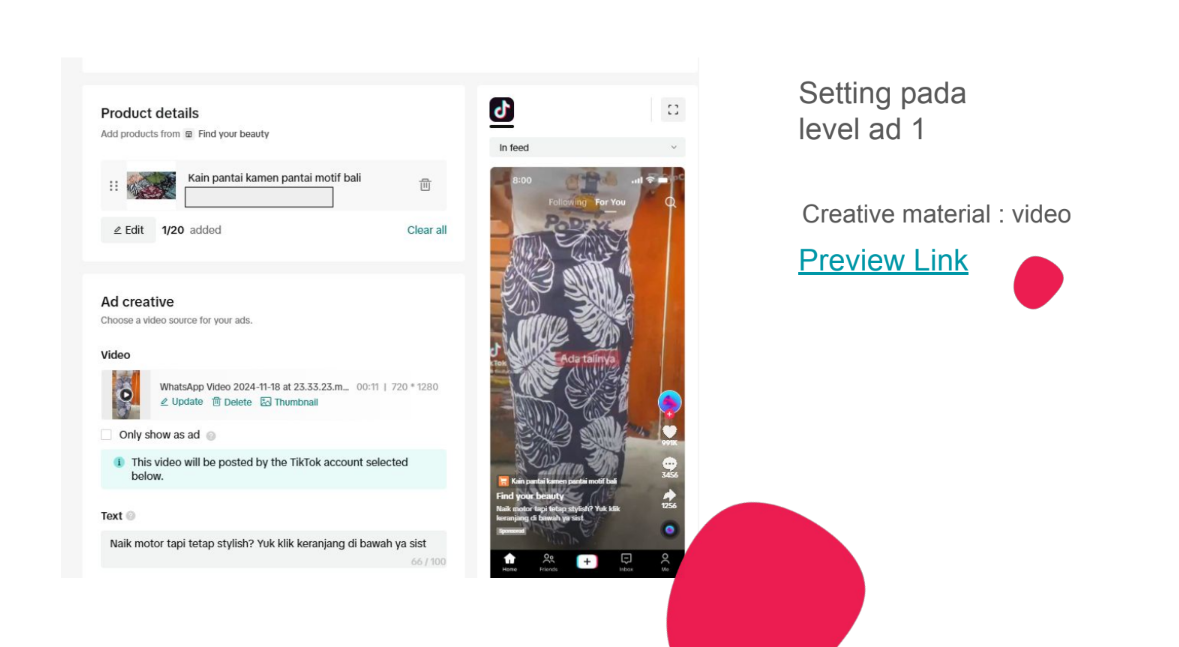 Product details
Add products from Find your beauty
Kain pantai kamen pantai motif bali
Edit 1/20 added Clear all
Ad creative
Choose a video source for your ads.
Video
WhatsApp Video 2024-11-18 at 23.33.23.m... 00:11 | 720 * 1280
Update Delete Thumbnail
Only show as ad
This video will be posted by the TikTok account selected
below.
Text
Naik motor tapi tetap stylish? Yuk klik keranjang di bawah ya sist
66 / 100
In feed
8:00
Following For You
Ada talinya
991K
3456
1256
Kain pantai kamen pantai motif bali
Find your beauty
Naik motor tapi tetap stylish? Yuk klik
keranjang di bawah ya sist
Sponsored
Home Friends Inbox Me
Setting pada
level ad 1
Creative material : video
Preview Link